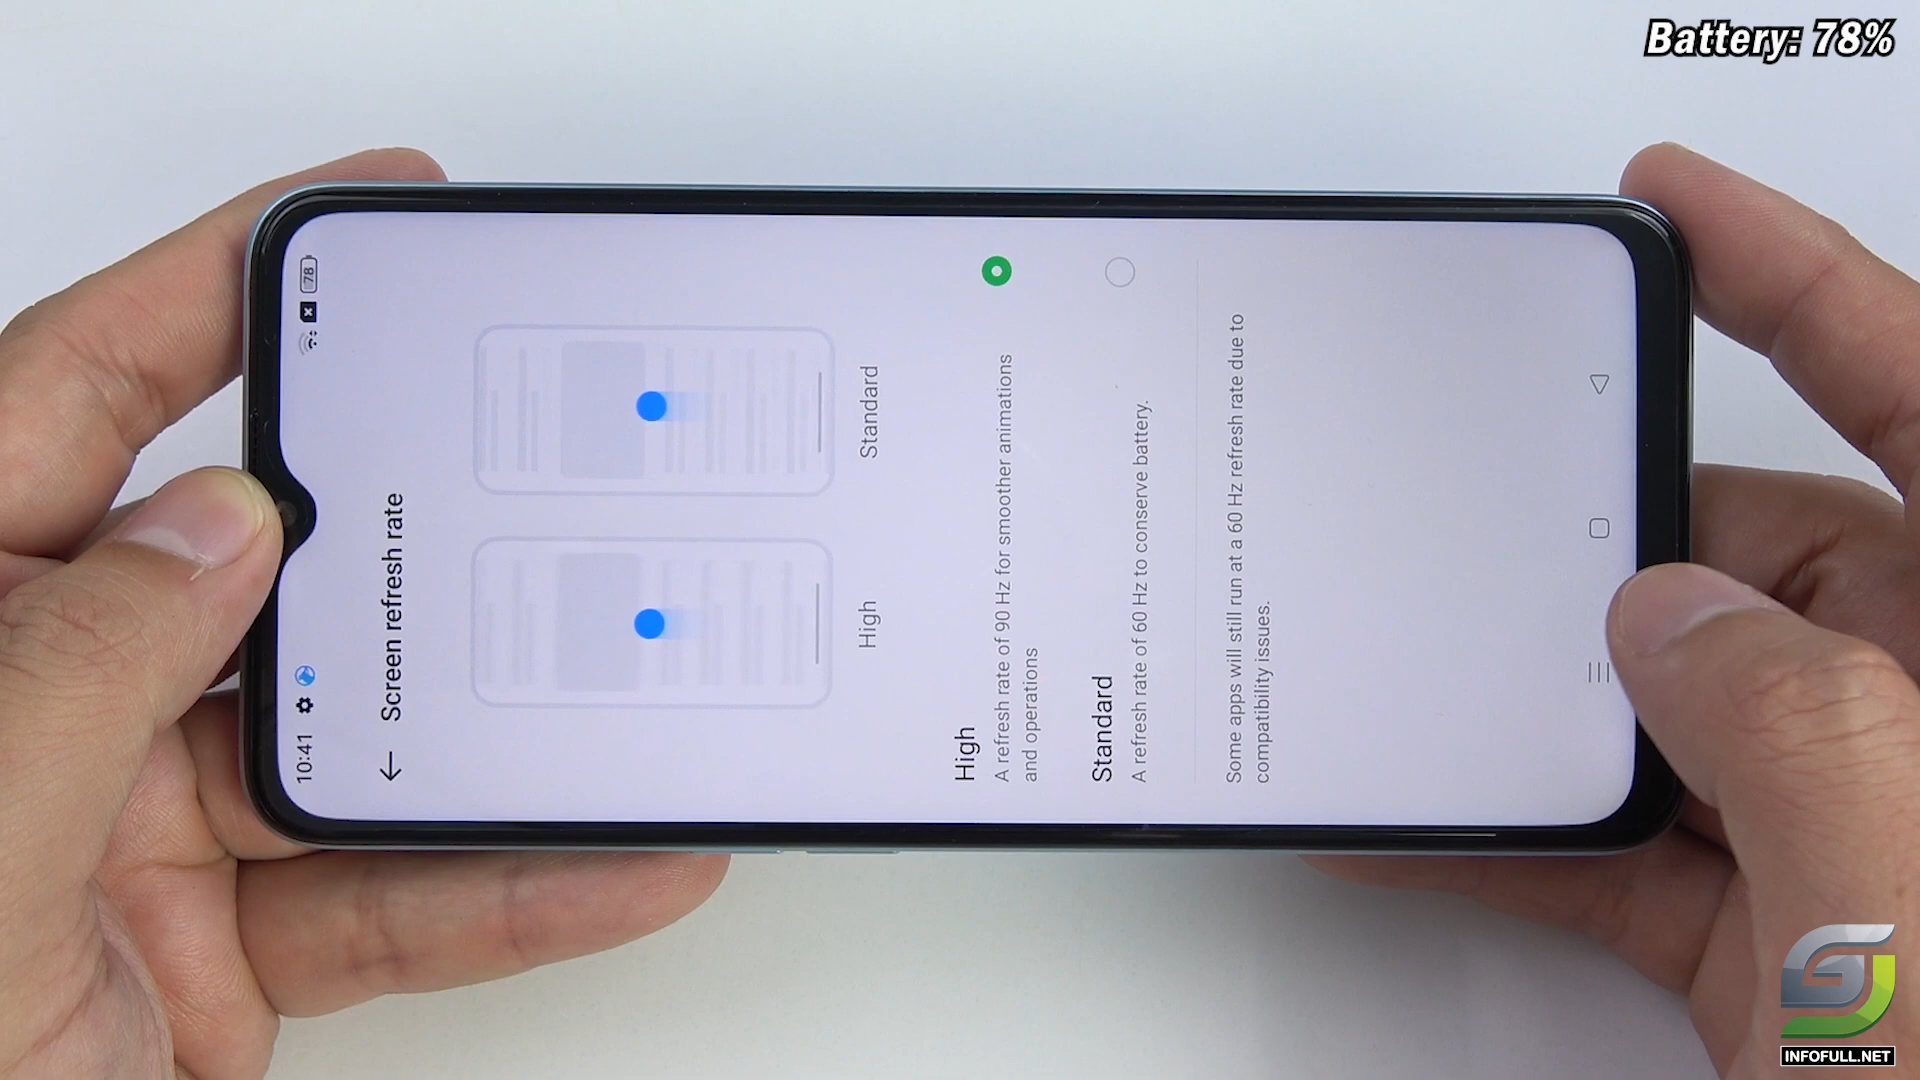 Battery: 78%
10:41
78
Screen refresh rate
High
Standard
High
A refresh rate of 90 Hz for smoother animations
and operations
Standard
A refresh rate of 60 Hz to conserve battery.
Some apps will still run at a 60 Hz refresh rate due to
compatibility issues.
INFOFULL.NET